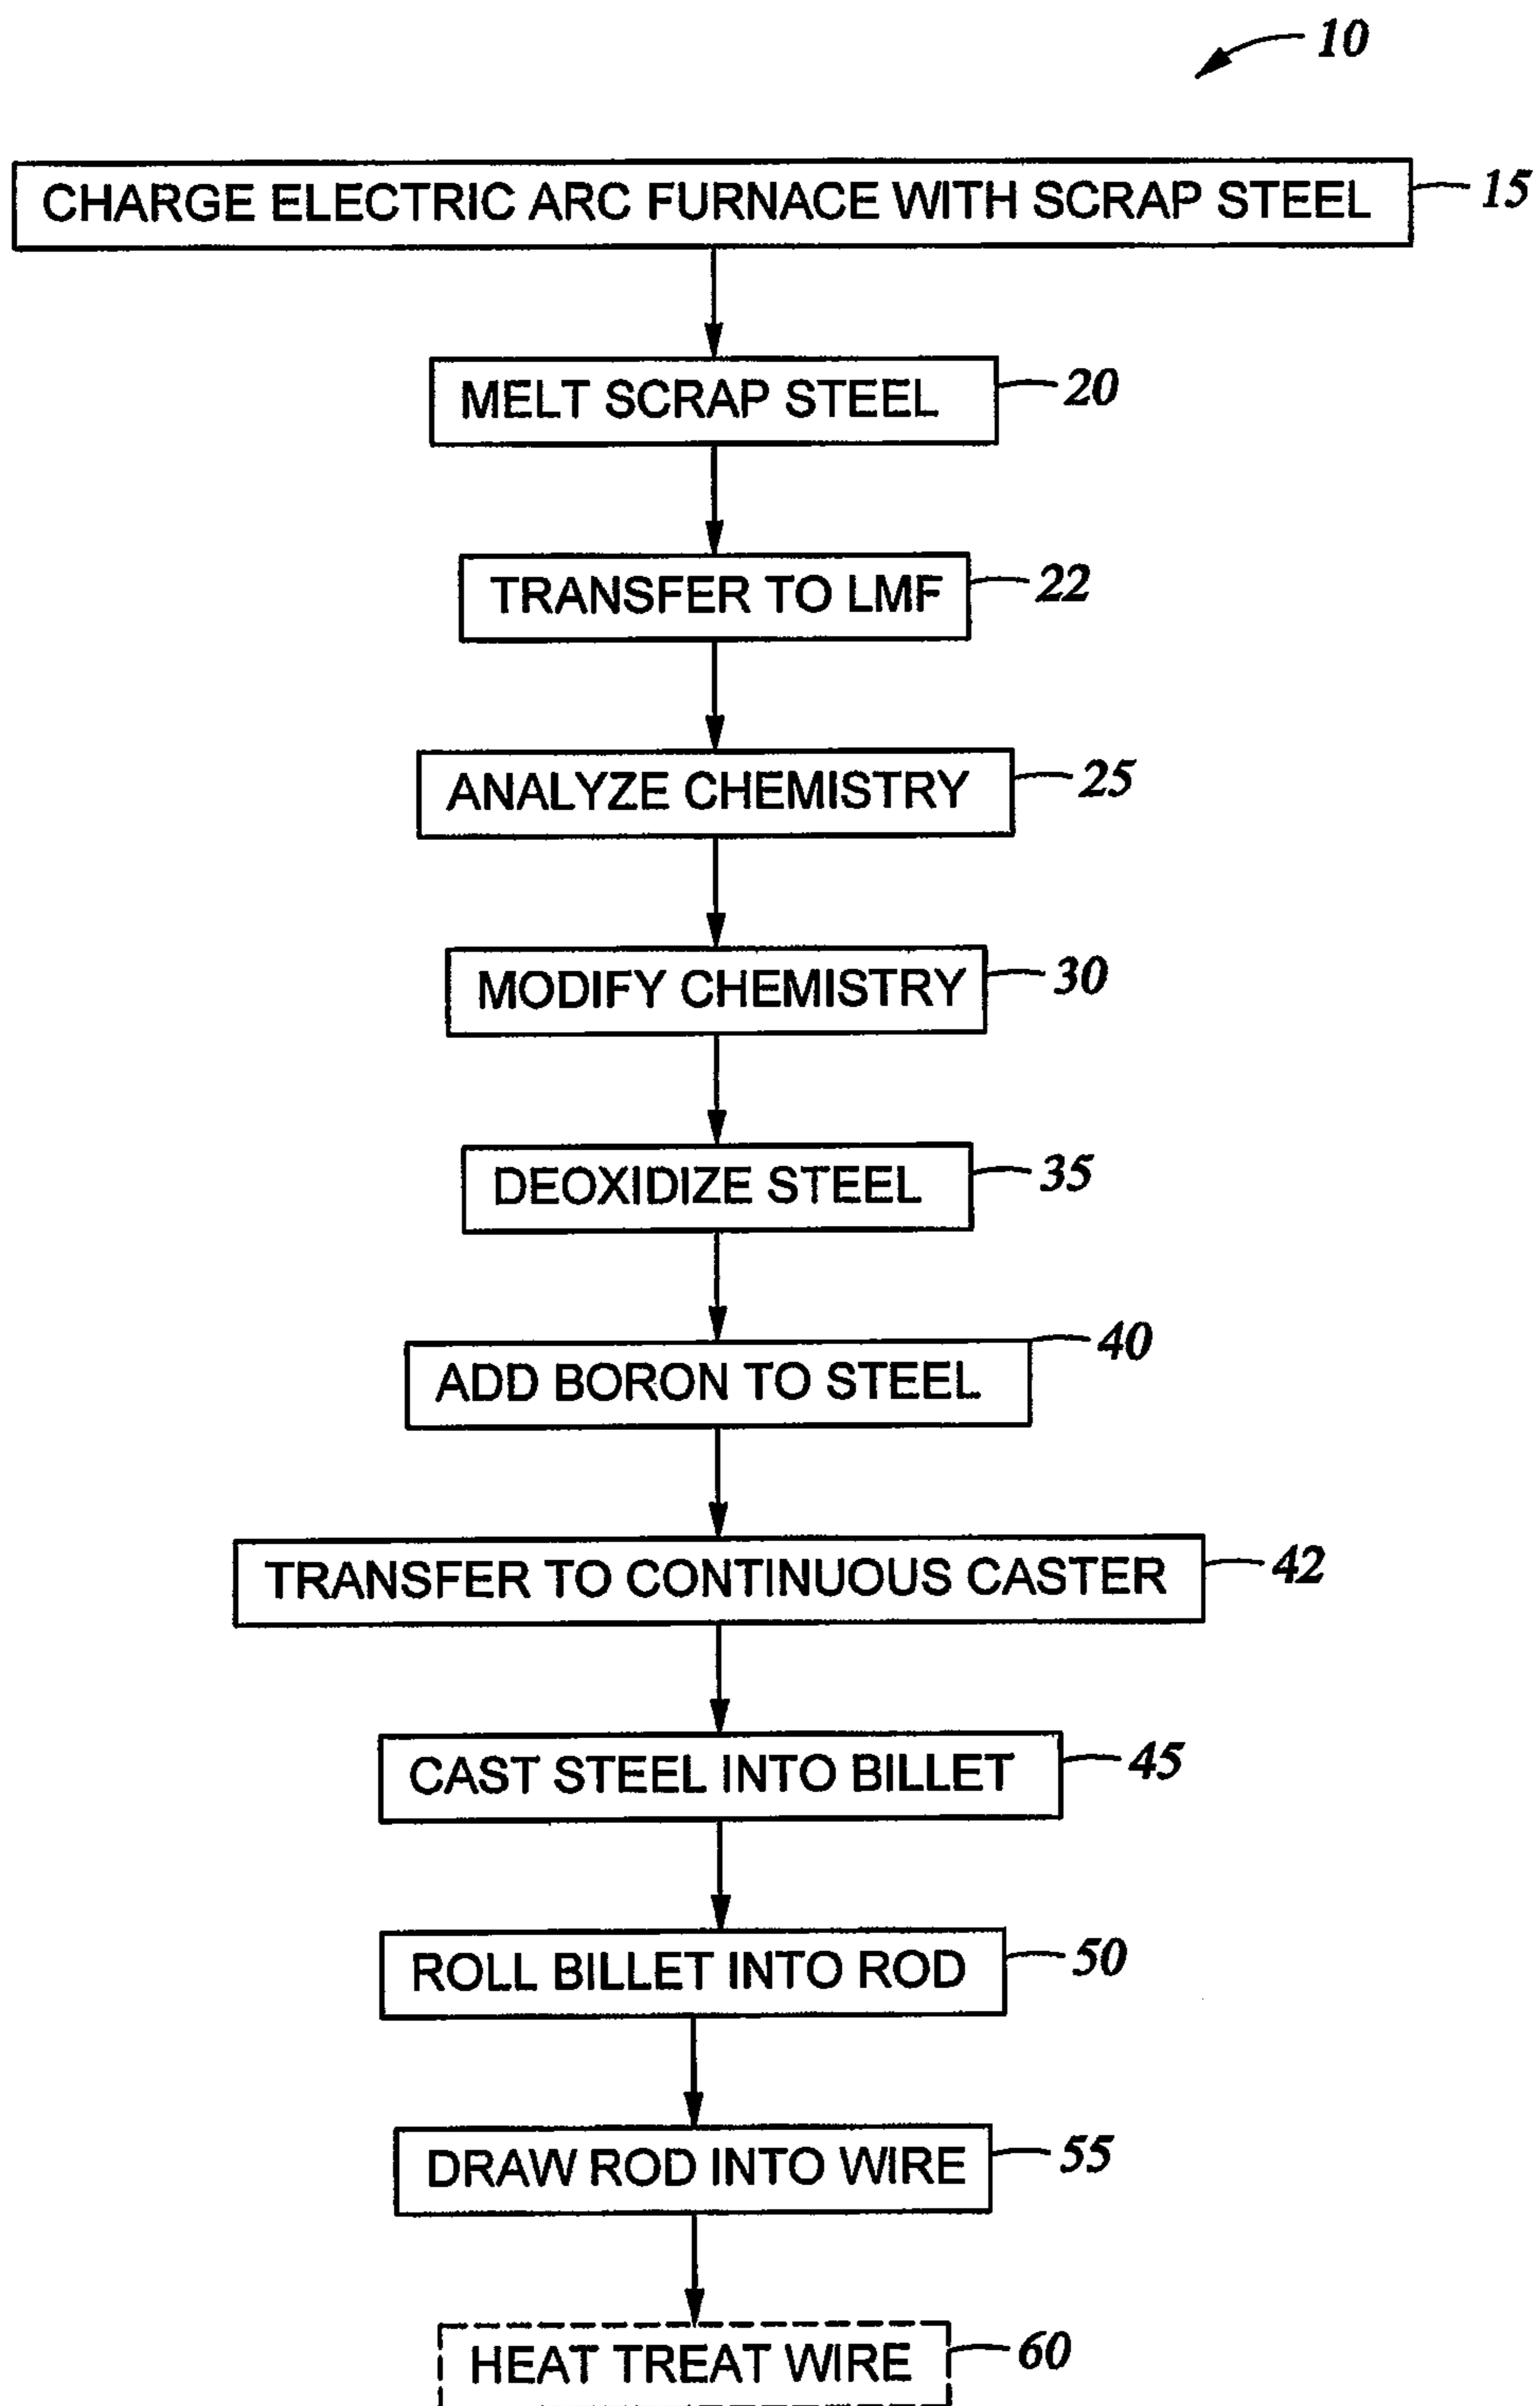 10
CHARGE ELECTRIC ARC FURNACE WITH SCRAP STEEL 15
MELT SCRAP STEEL 20
TRANSFER TO LMF 22
ANALYZE CHEMISTRY 25
MODIFY CHEMISTRY 30
DEOXIDIZE STEEL 35
ADD BORON TO STEEL 40
TRANSFER TO CONTINUOUS CASTER 42
CAST STEEL INTO BILLET 45
ROLL BILLET INTO ROD 50
DRAW ROD INTO WIRE 55
HEAT TREAT WIRE 60